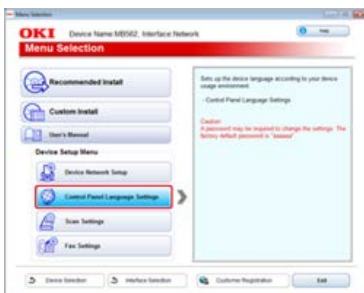 Menu Selection
OKI Device Name:MB562, Interface:Network
Help
Menu Selection
Recommended Install
Custom Install
User's Manual
Device Setup Menu
Device Network Setup
Control Panel Language Settings
Scan Settings
Fax Settings
Sets up the device language according to your device
usage environment.
- Control Panel Language Settings
Caution:
A password may be required to change the settings. The
factory default password is "aaaaaa"
Device Selection
Interface Selection
Customer Registration
Exit